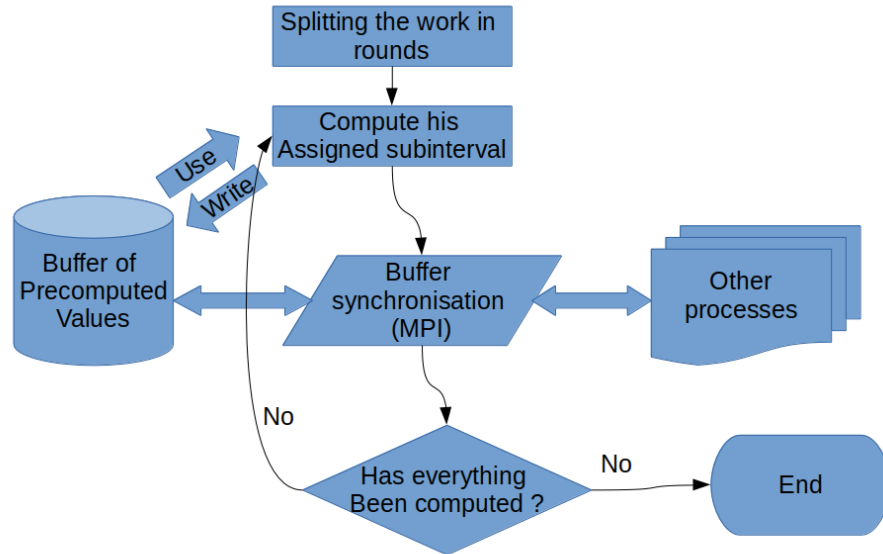 Splitting the work in
rounds
Compute his
Assigned subinterval
Use
Write
Buffer of
Precomputed
Values
Buffer
synchronisation
(MPI)
Other
processes
No
Has everything
Been computed ?
No
End